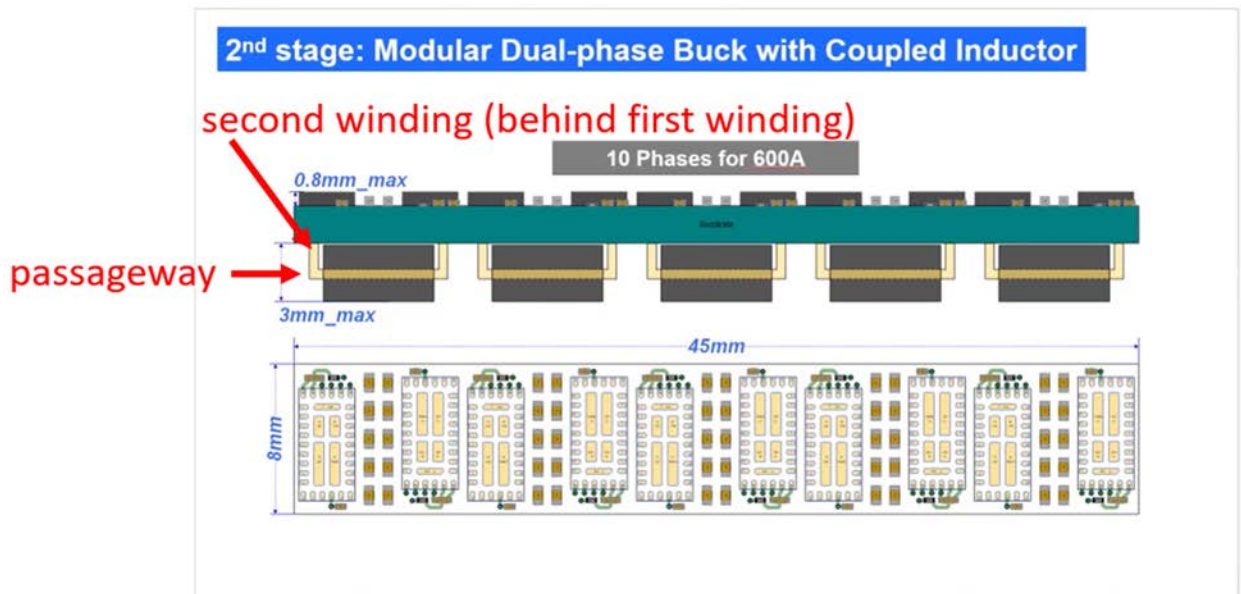 2nd stage: Modular Dual-phase Buck with Coupled Inductor
second winding (behind first winding)
10 Phases for 600A
0.8mm_max
passageway
3mm_max
45mm
8mm